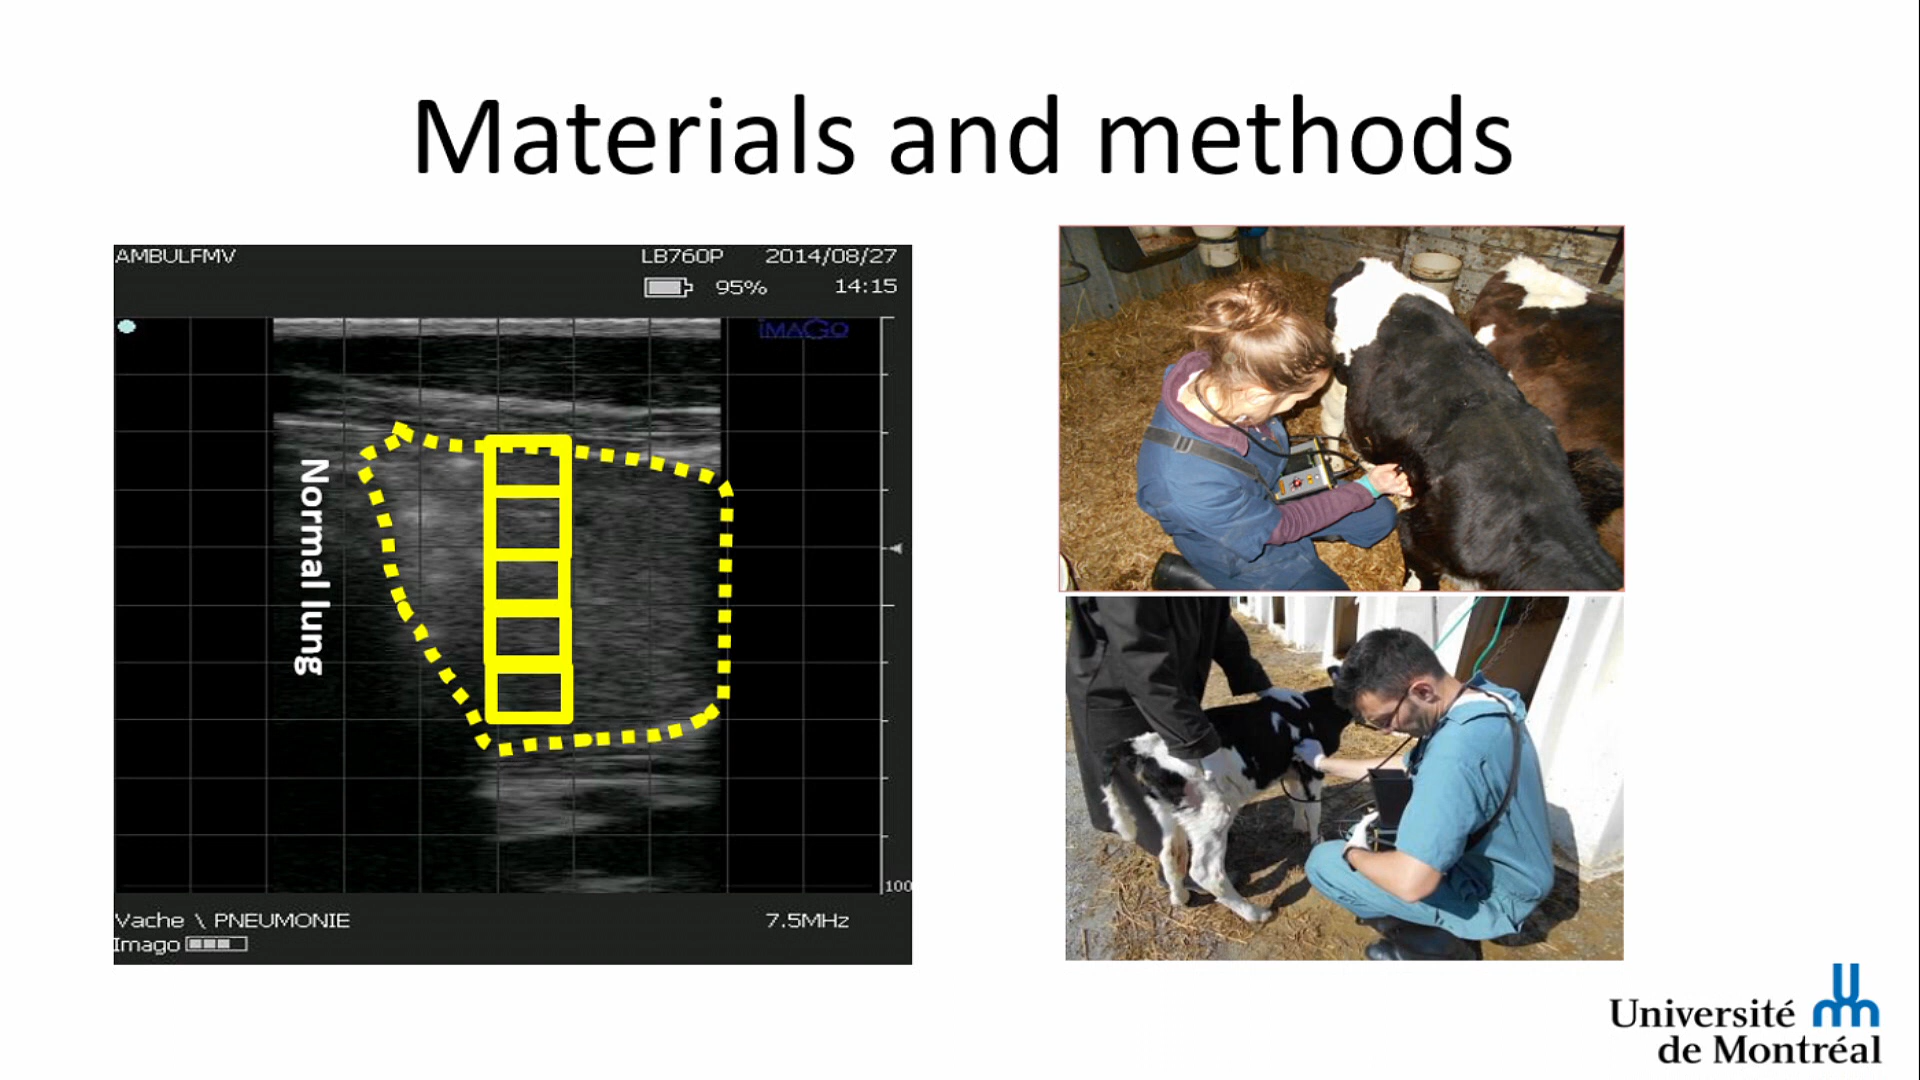 Materials and methods
AMBULFMV
LB760P
2014/08/27
95%
14:15
iMAGO
Normal lung
100
Vache \ PNEUMONIE
7.5MHz
Imago
Université
de Montréal